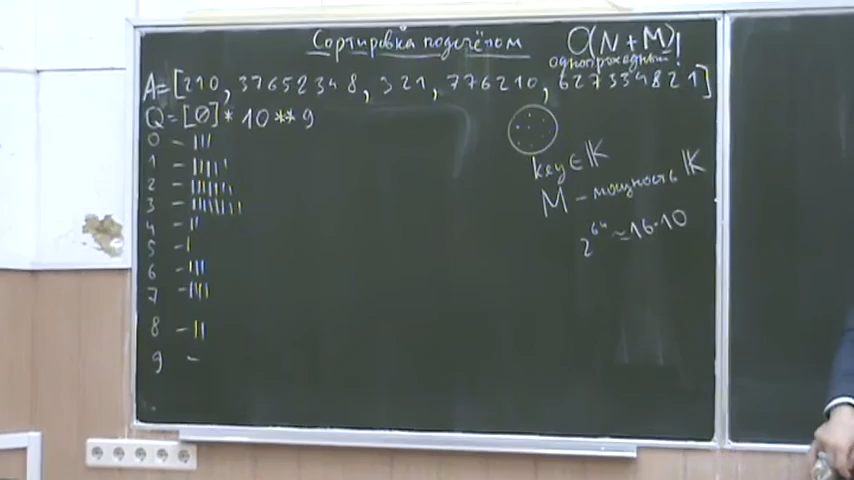 Сортировка подсчётом
O(N+M)!
однопроходный
A=[210, 37652348, 321, 776210, 627334821]
Q=[0]*10**9
0 - |||
1 - ||||||
2 - |||||||
3 - ||||||||
4 - ||
5 - |
6 - |||
7 - ||||
8 - ||
9 -
key∈𝕂
M - мощность 𝕂
2^64 ≈16·10